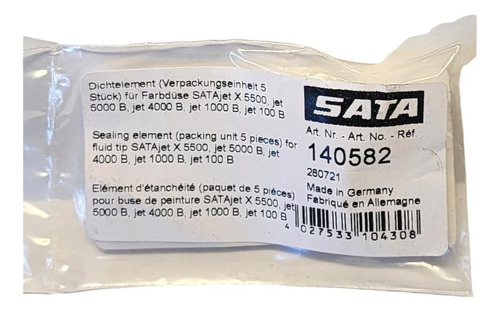 Dichtelement (Verpackungseinheit 5
Stück) für Farbdüse SATAjet X 5500, jet
5000 B, jet 4000 B, jet 1000 B, jet 100 B
Sealing element (packing unit 5 pieces) for
fluid tip SATAjet X 5500, jet 5000 B, jet
4000 B, jet 1000 B, jet 100 B
Elément d'étanchéité (paquet de 5 pièces)
pour buse de peinture SATAjet X 5500, jet
5000 B, jet 4000 B, jet 1000 B, jet 100 B
SATA
Art. Nr. - Art. No. - Réf.
140582
280721
Made in Germany
Fabriqué en Allemagne
4 027533 104308